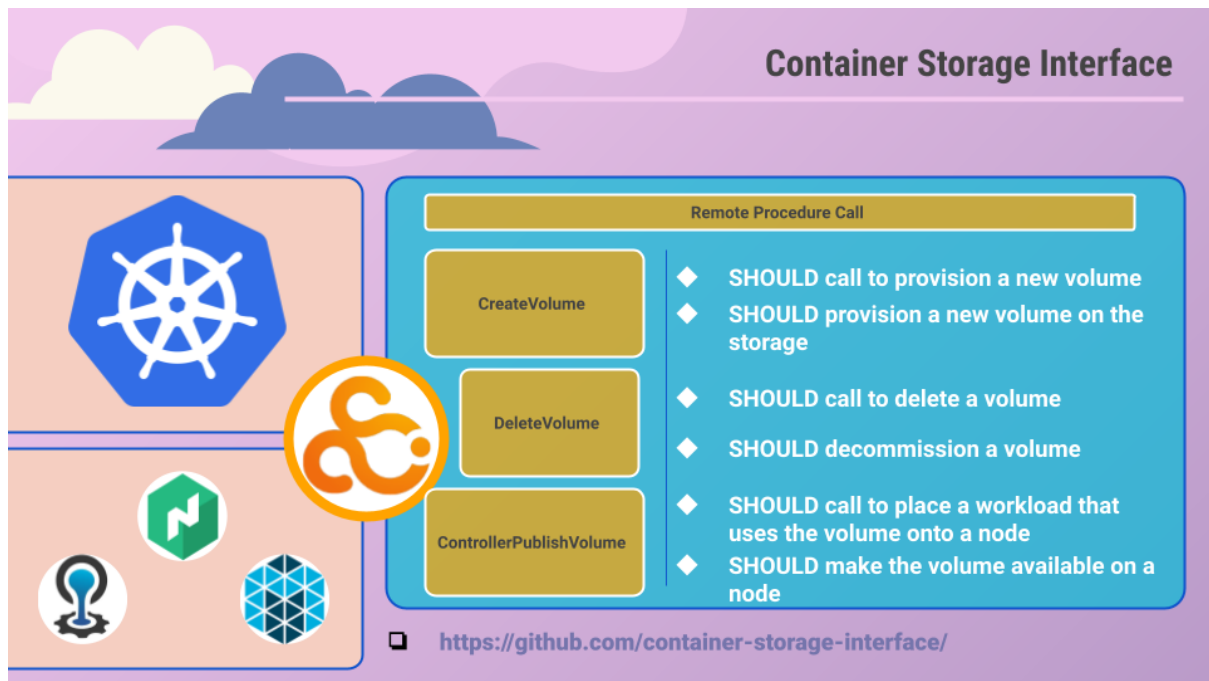 Container Storage Interface
Remote Procedure Call
CreateVolume
SHOULD call to provision a new volume
SHOULD provision a new volume on the
storage
DeleteVolume
SHOULD call to delete a volume
SHOULD decommission a volume
ControllerPublishVolume
SHOULD call to place a workload that
uses the volume onto a node
SHOULD make the volume available on a
node
https://github.com/container-storage-interface/